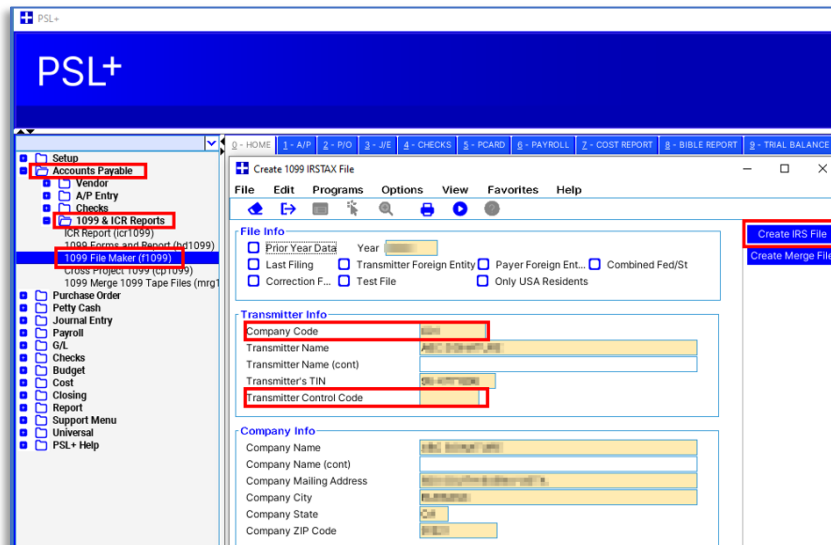 PSL+
PSL+
0 - HOME 1 - A/P 2 - P/O 3 - J/E 4 - CHECKS 5 - PCARD 6 - PAYROLL 7 - COST REPORT 8 - BIBLE REPORT 9 - TRIAL BALANCE
Setup
Accounts Payable
Vendor
A/P Entry
Checks
1099 & ICR Reports
ICR Report (icr1099)
1099 Forms and Report (bd1099)
1099 File Maker (f1099)
Cross Project 1099 (cp1099)
1099 Merge 1099 Tape Files (mrg1
Purchase Order
Petty Cash
Journal Entry
Payroll
G/L
Checks
Budget
Cost
Closing
Report
Support Menu
Universal
PSL+ Help
Create 1099 IRSTAX File
File Edit Programs Options View Favorites Help
File Info
Prior Year Data Year
Last Filing Transmitter Foreign Entity Payer Foreign Ent... Combined Fed/St
Correction F... Test File Only USA Residents
Transmitter Info
Company Code
Transmitter Name
Transmitter Name (cont)
Transmitter's TIN
Transmitter Control Code
Company Info
Company Name
Company Name (cont)
Company Mailing Address
Company City
Company State
Company ZIP Code
Create IRS File
Create Merge File